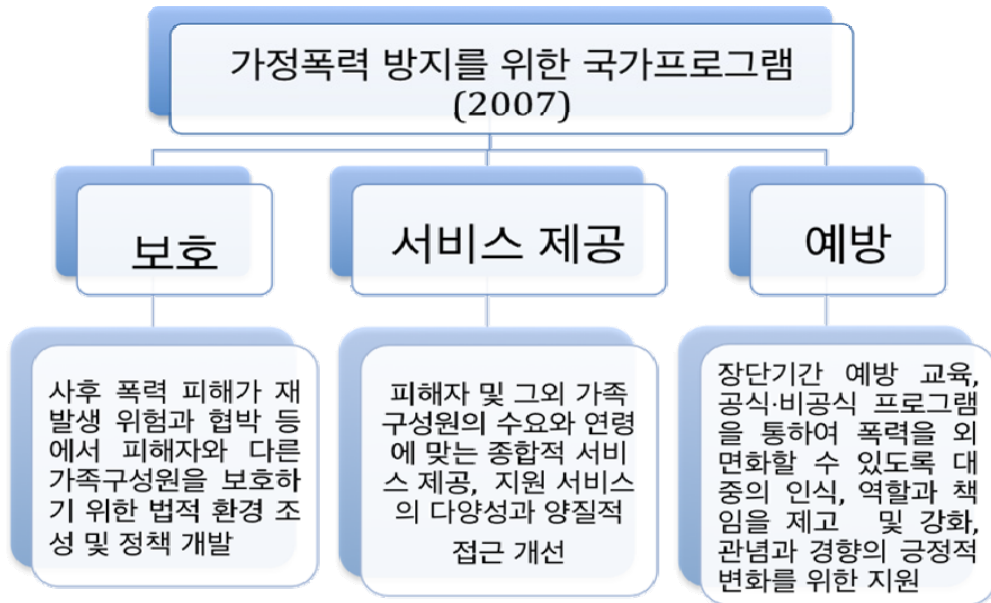 가정폭력 방지를 위한 국가프로그램
(2007)
보호
서비스 제공
예방
사후 폭력 피해가 재
발생 위험과 협박 등
에서 피해자와 다른
가족구성원을 보호하
기 위한 법적 환경 조
성 및 정책 개발
피해자 및 그외 가족
구성원의 수요와 연령
에 맞는 종합적 서비
스 제공, 지원 서비스
의 다양성과 양질적
접근 개선
장단기간 예방 교육,
공식·비공식 프로그램
을 통하여 폭력을 외
면화할 수 있도록 대
중의 인식, 역할과 책
임을 제고 및 강화,
관념과 경향의 긍정적
변화를 위한 지원